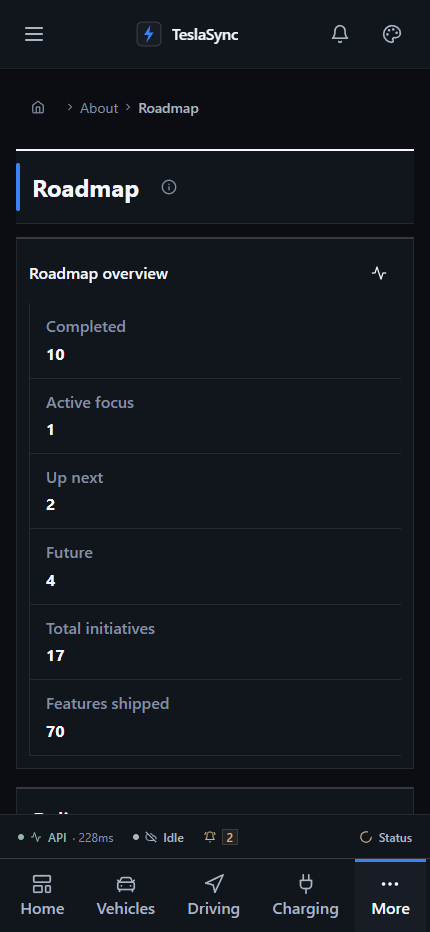 TeslaSync
About Roadmap
Roadmap
Roadmap overview
Completed
10
Active focus
1
Up next
2
Future
4
Total initiatives
17
Features shipped
70
API · 228ms Idle 2 Status
Home Vehicles Driving Charging More